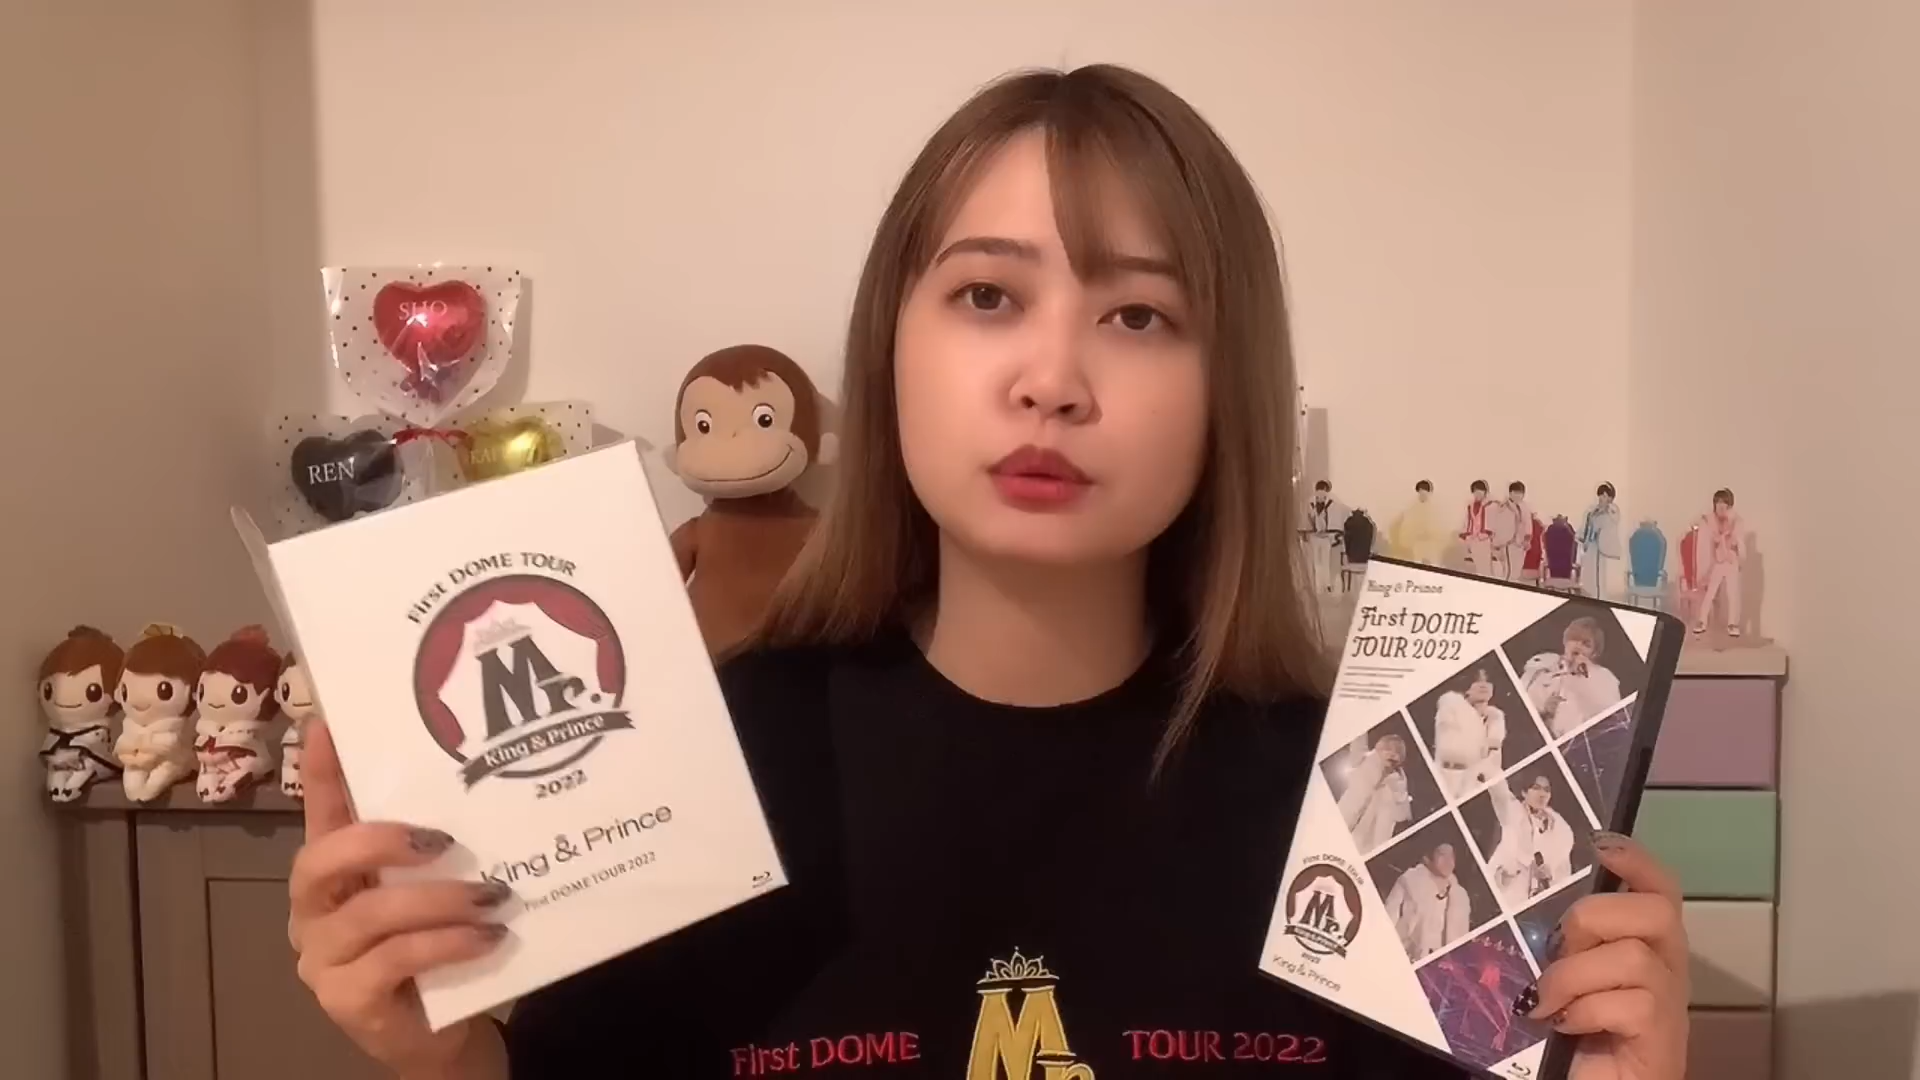 SHO
REN
First DOME TOUR
Mr.
King & Prince
2022
King & Prince
First DOME TOUR 2022
King & Prince
First DOME
TOUR 2022
First DOME TOUR
Mr.
King & Prince
2022
King & Prince
First DOME
Mr
TOUR 2022